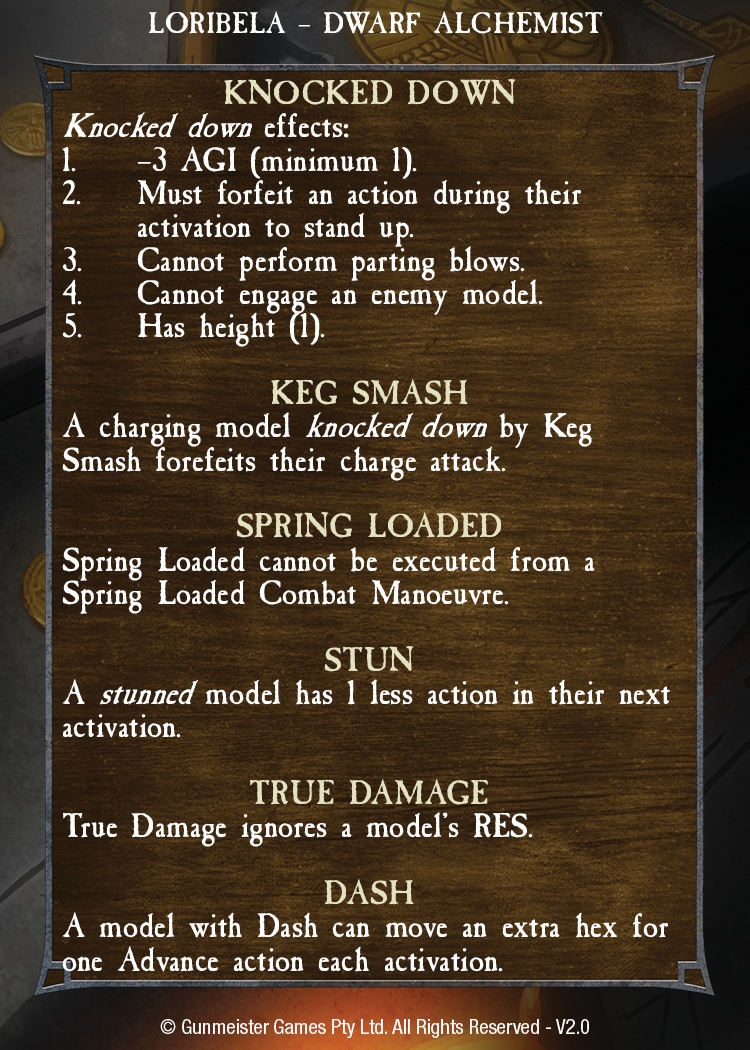 LORIBELA – DWARF ALCHEMIST
KNOCKED DOWN
Knocked down effects:
1. –3 AGI (minimum 1).
2. Must forfeit an action during their
activation to stand up.
3. Cannot perform parting blows.
4. Cannot engage an enemy model.
5. Has height (1).
KEG SMASH
A charging model knocked down by Keg
Smash forefeits their charge attack.
SPRING LOADED
Spring Loaded cannot be executed from a
Spring Loaded Combat Manoeuvre.
STUN
A stunned model has 1 less action in their next
activation.
TRUE DAMAGE
True Damage ignores a model's RES.
DASH
A model with Dash can move an extra hex for
one Advance action each activation.
© Gunmeister Games Pty Ltd. All Rights Reserved - V2.0